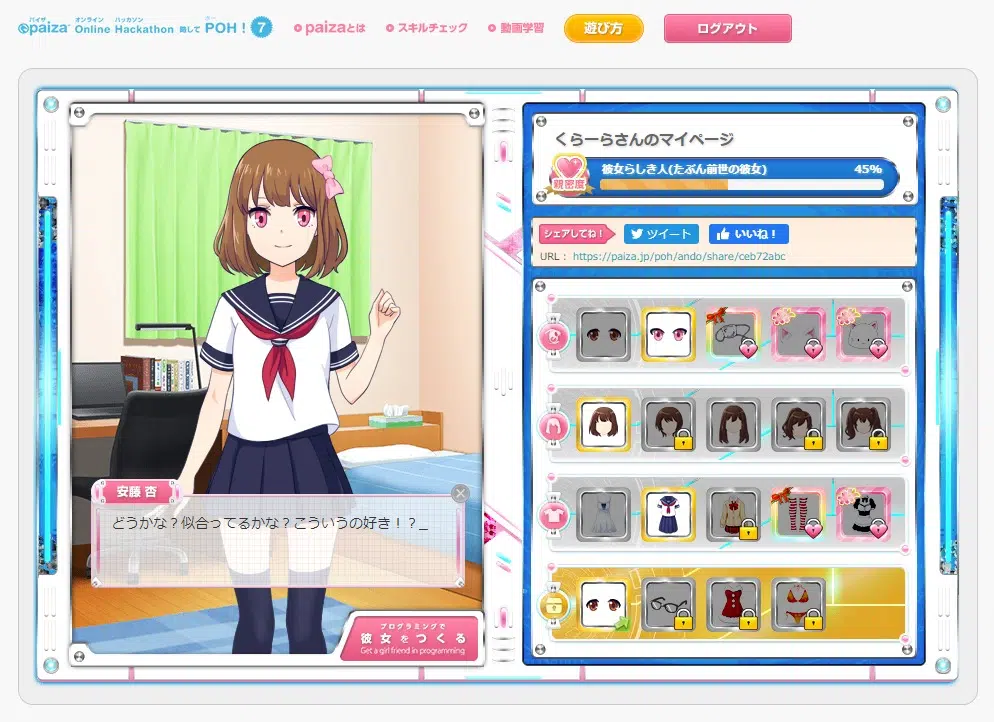 パイザ オンライン ハッカソン
paiza Online Hackathon 略して POH! 7
paizaとは
スキルチェック
動画学習
遊び方
ログアウト
くらーらさんのマイページ
親密度
彼女らしき人(たぶん前世の彼女)
45%
シェアしてね!
ツイート
いいね!
URL : https://paiza.jp/poh/ando/share/ceb72abc
安藤 杏
どうかな?似合ってるかな?こういうの好き!?_
プログラミングで
彼女をつくる
Get a girl friend in programming